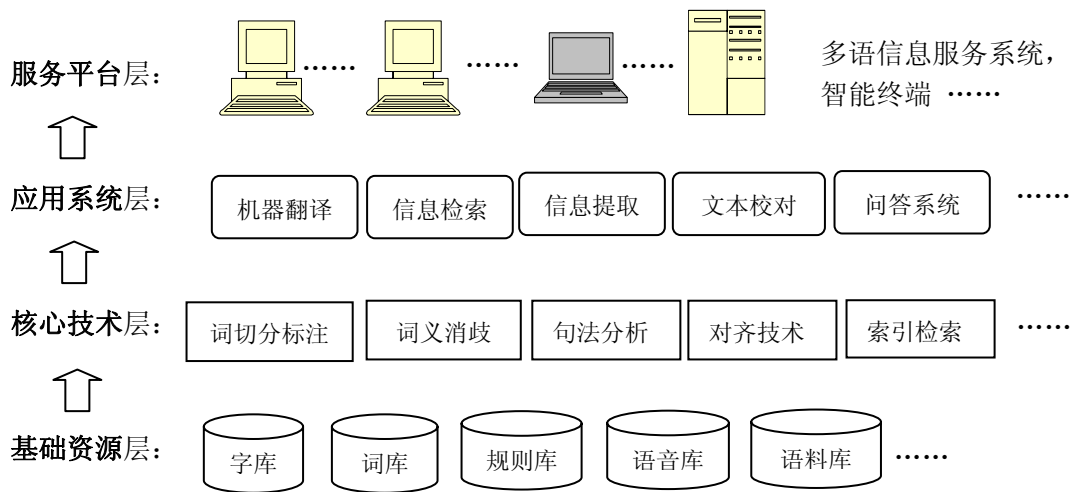 服务平台层: …… …… …… 多语信息服务系统,
智能终端 ……
应用系统层: 机器翻译 信息检索 信息提取 文本校对 问答系统 ……
核心技术层: 词切分标注 词义消歧 句法分析 对齐技术 索引检索 ……
基础资源层: 字库 词库 规则库 语音库 语料库 ……